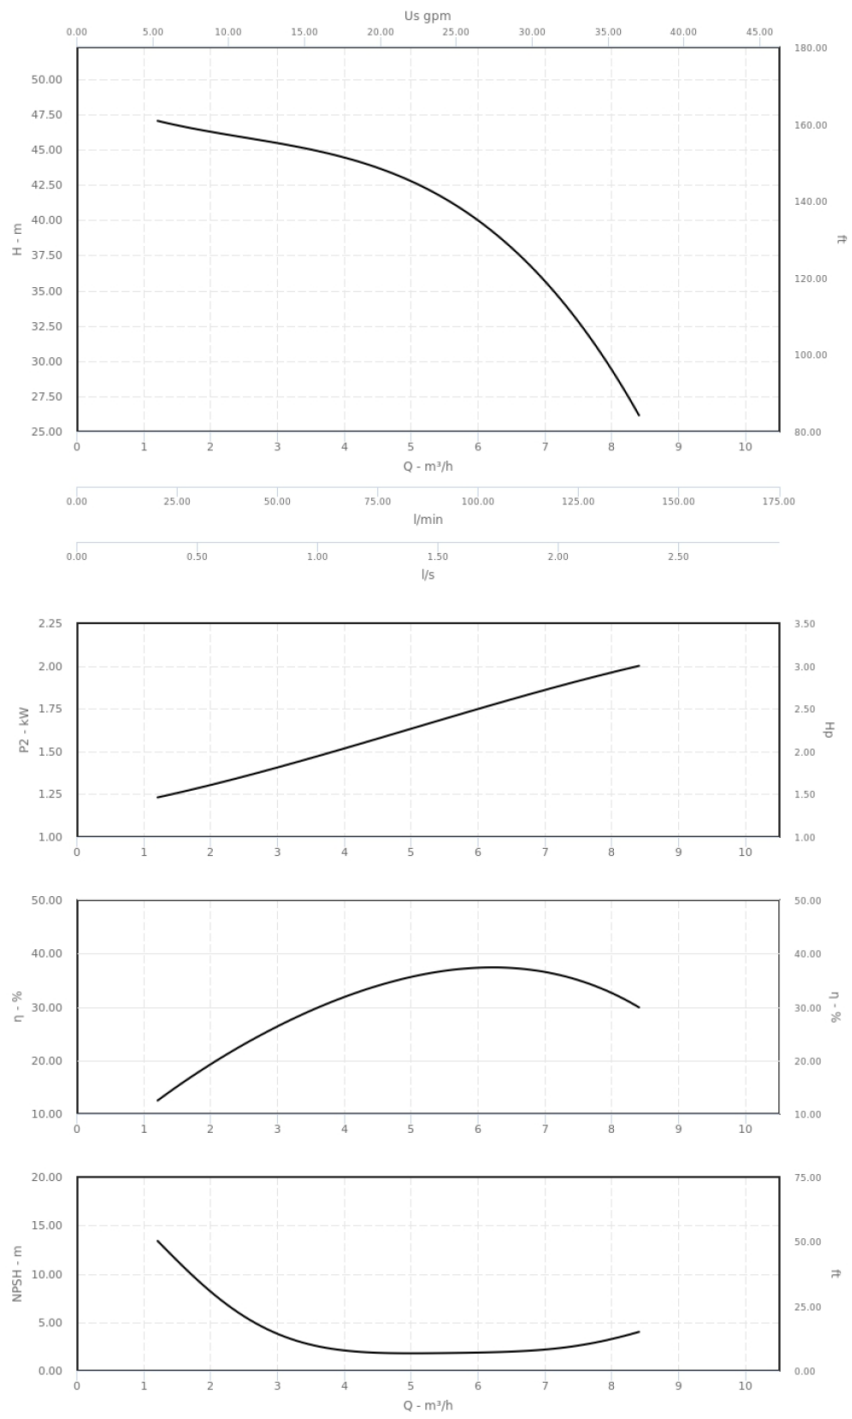 Us gpm
0.00 5.00 10.00 15.00 20.00 25.00 30.00 35.00 40.00 45.00
180.00
50.00
47.50
160.00
45.00
42.50
140.00
40.00
H - m
ft
37.50
120.00
35.00
32.50
100.00
30.00
27.50
25.00
80.00
0 1 2 3 4 5 6 7 8 9 10
Q - m³/h
0.00 25.00 50.00 75.00 100.00 125.00 150.00 175.00
l/min
0.00 0.50 1.00 1.50 2.00 2.50
l/s
2.25 3.50
2.00 3.00
1.75 2.50
P2 - kW
Hp
1.50 2.00
1.25 1.50
1.00 1.00
0 1 2 3 4 5 6 7 8 9 10
50.00 50.00
40.00 40.00
η - %
η - %
30.00 30.00
20.00 20.00
10.00 10.00
0 1 2 3 4 5 6 7 8 9 10
20.00 75.00
15.00
50.00
NPSH - m
ft
10.00
25.00
5.00
0.00 0.00
0 1 2 3 4 5 6 7 8 9 10
Q - m³/h